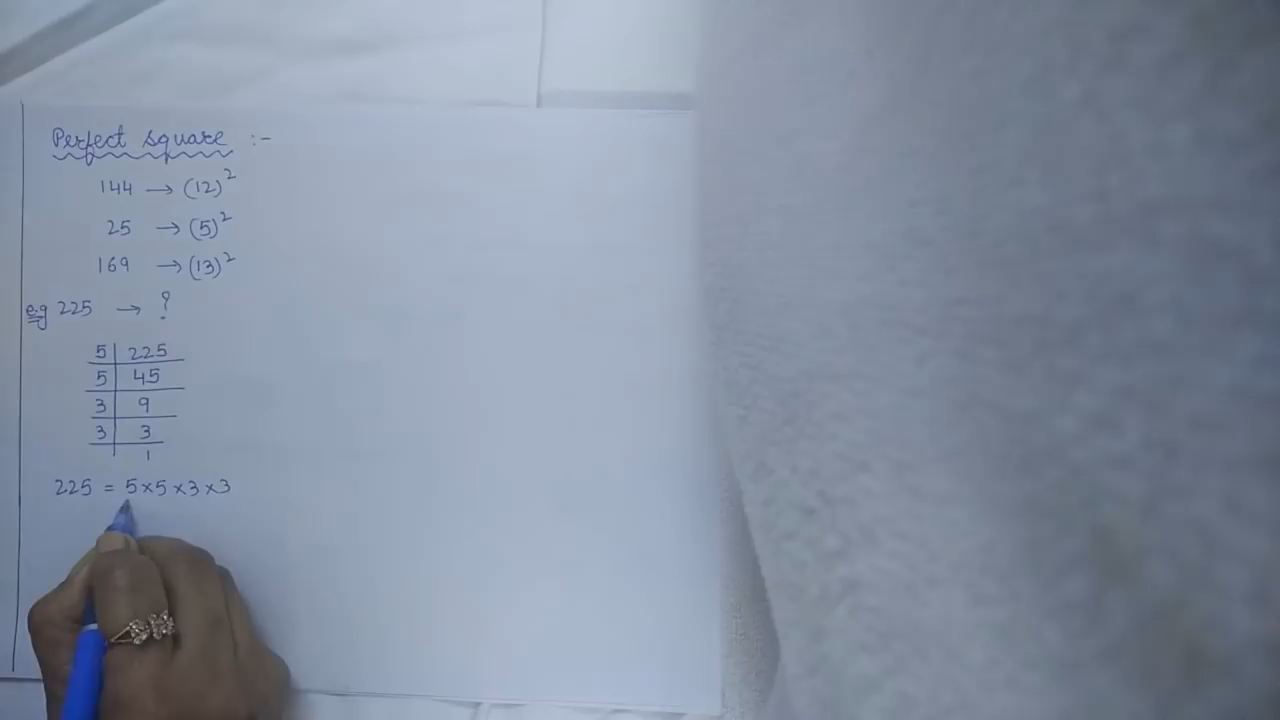 Perfect square :-
144 → (12)²
25 → (5)²
169 → (13)²
e.g 225 → ?
5 | 225
5 | 45
3 | 9
3 | 3
| 1
225 = 5×5×3×3